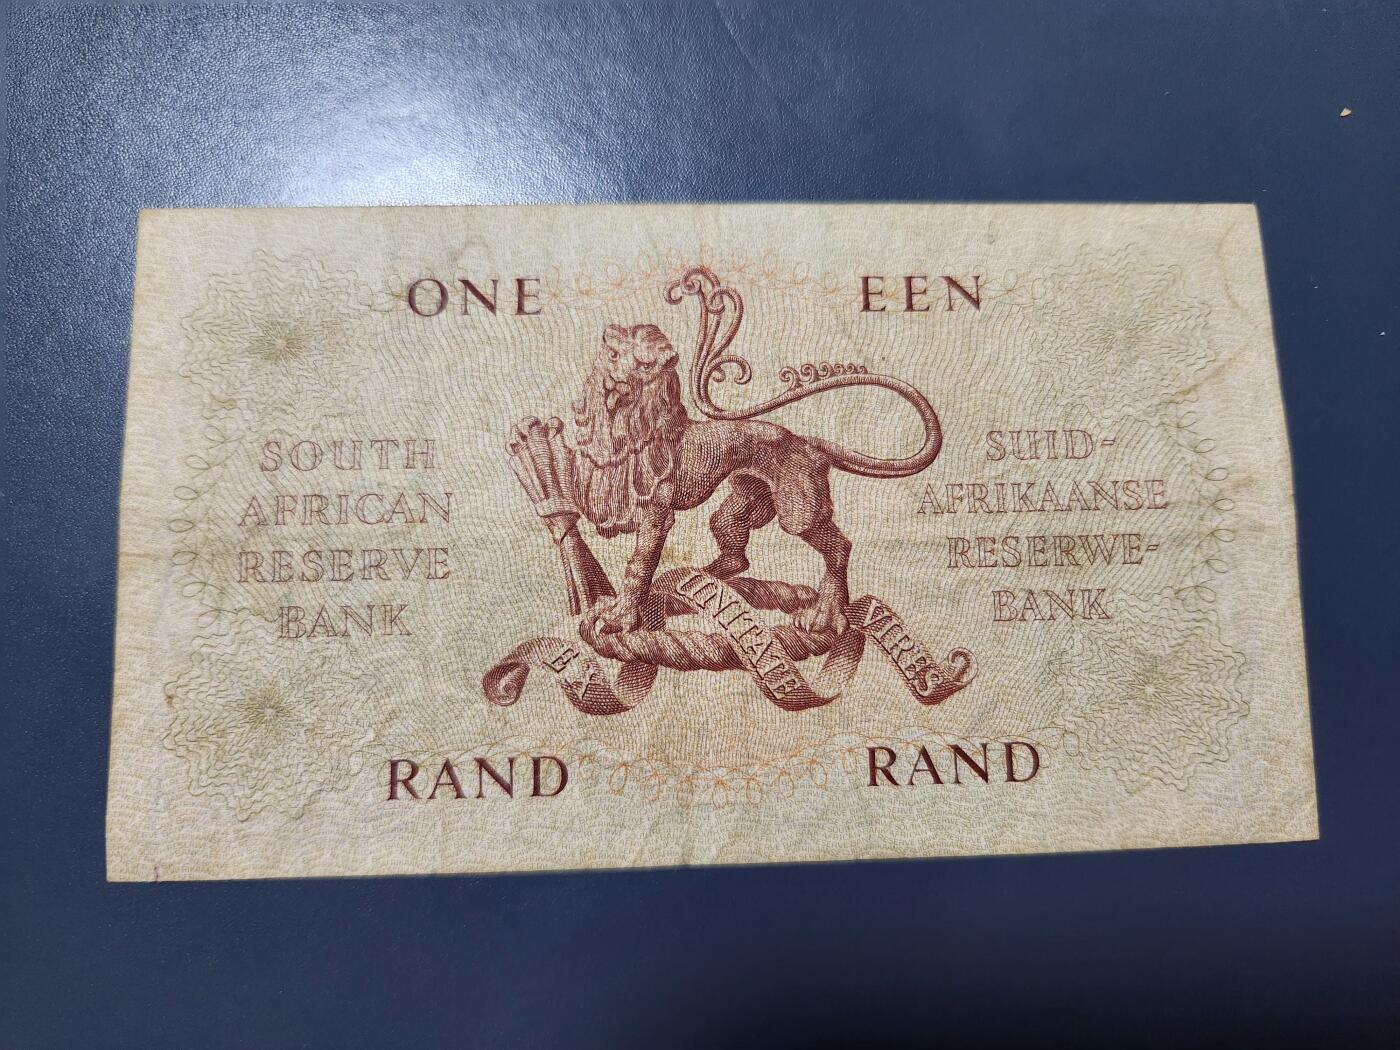 ONE EEN
SOUTH
AFRICAN
RESERVE
BANK
SUID-
AFRIKAANSE
RESERWE-
BANK
EX UNITATE VIRES
RAND RAND